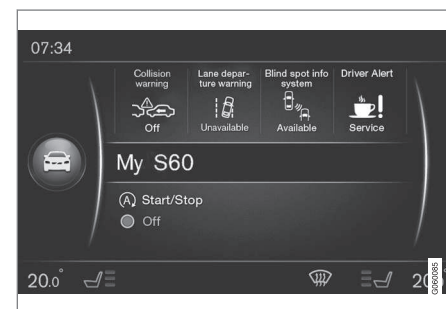 07:34
Collision
warning
Off
Lane depar-
ture warning
Unavailable
Blind spot info
system
Available
Driver Alert
Service
My S60
(A) Start/Stop
Off
20.0°
20
G060085